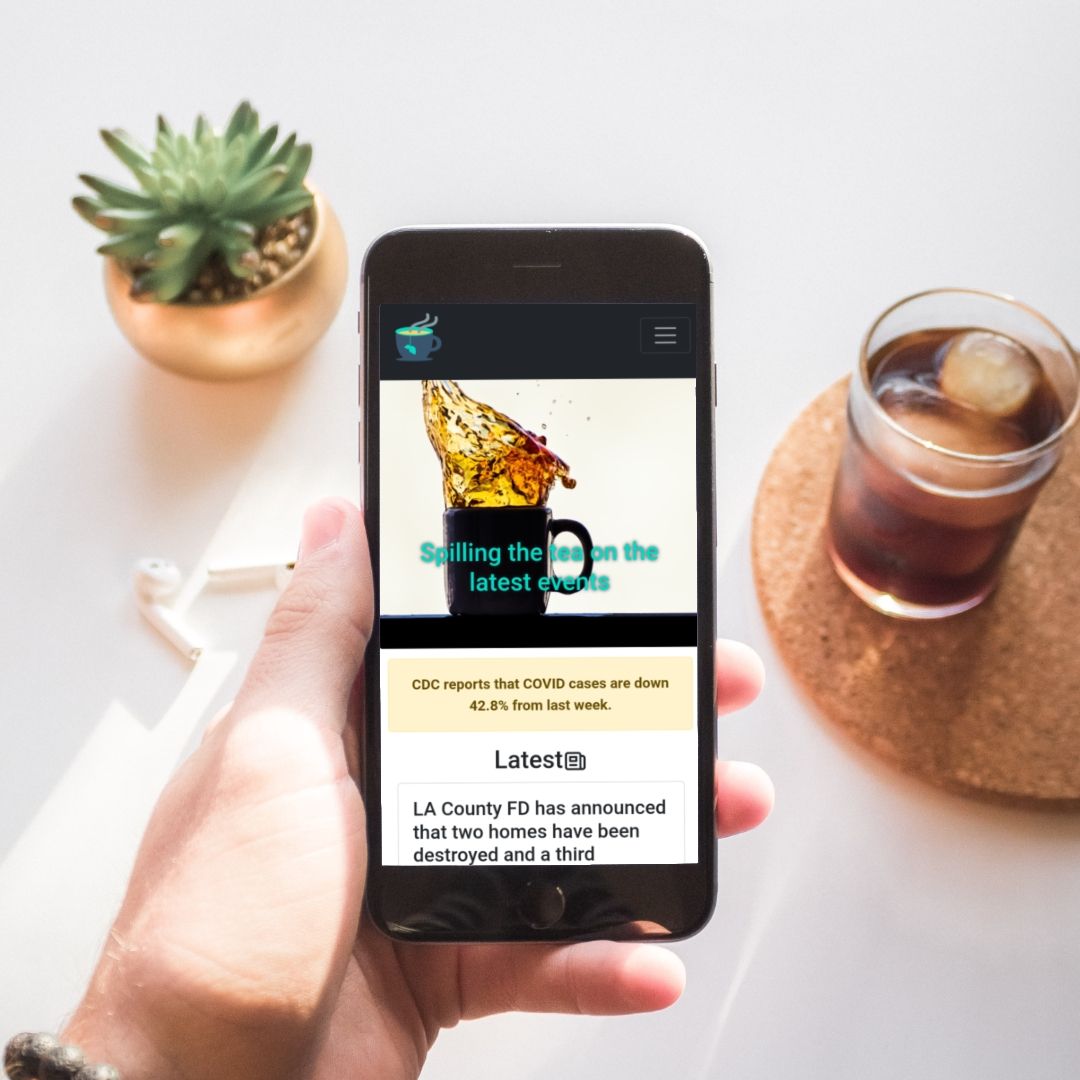 Spilling the tea on the
latest events
CDC reports that COVID cases are down
42.8% from last week.
Latest
LA County FD has announced
that two homes have been
destroyed and a third